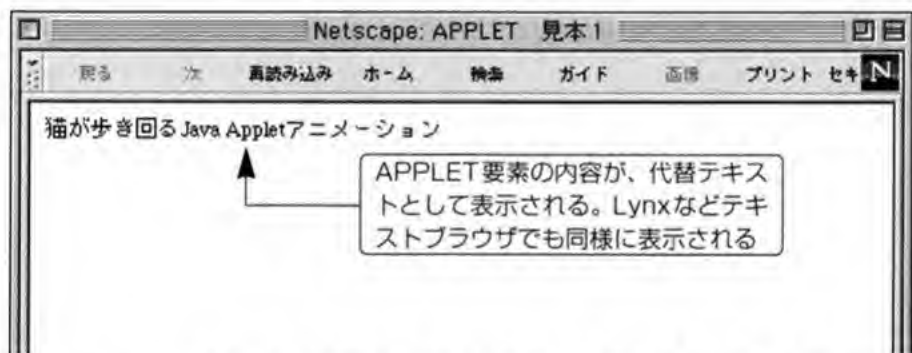 Netscape: APPLET 見本1
戻る 次 再読み込み ホーム 検索 ガイド 画像 プリント セキ N
猫が歩き回るJava Appletアニメーション
APPLET要素の内容が、代替テキス
トとして表示される。Lynxなどテキ
ストブラウザでも同様に表示される